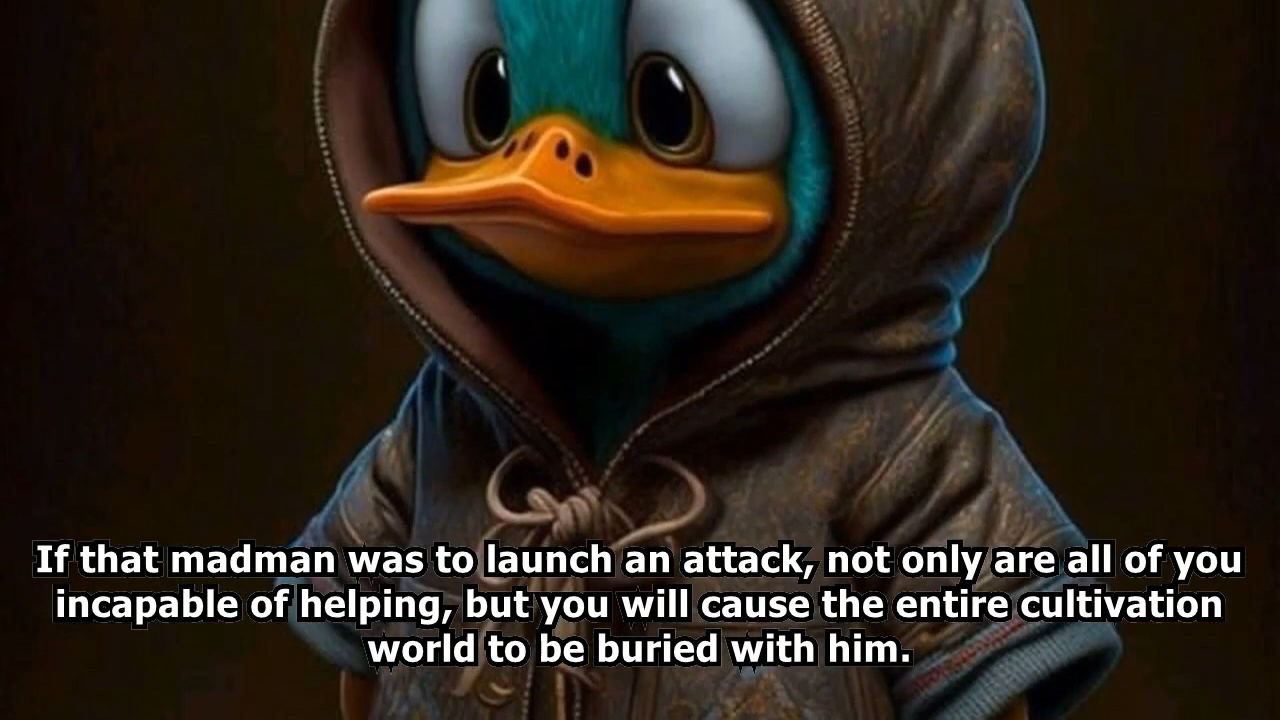 If that madman was to launch an attack, not only are all of you
incapable of helping, but you will cause the entire cultivation
world to be buried with him.